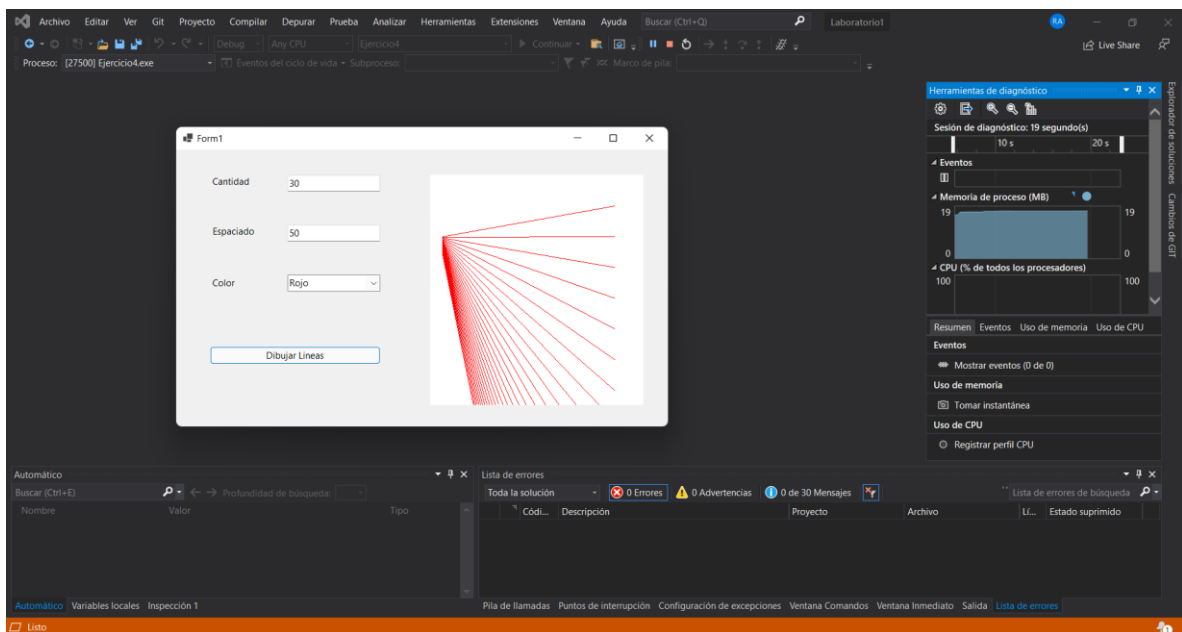 Archivo Editar Ver Git Proyecto Compilar Depurar Prueba Analizar Herramientas Extensiones Ventana Ayuda Buscar (Ctrl+Q) Laboratorio1 RA
Debug Any CPU Ejercicio4 Continuar Live Share
Proceso: [27500] Ejercicio4.exe Eventos del ciclo de vida Subproceso: Marco de pila:
Form1
Cantidad 30
Espaciado 50
Color Rojo
Dibujar Lineas
Herramientas de diagnóstico
Sesión de diagnóstico: 19 segundo(s)
10 s 20 s
Eventos
Memoria de proceso (MB)
19 19
0 0
CPU (% de todos los procesadores)
100 100
Resumen Eventos Uso de memoria Uso de CPU
Eventos
Mostrar eventos (0 de 0)
Uso de memoria
Tomar instantánea
Uso de CPU
Registrar perfil CPU
Explorador de soluciones
Cambios de GIT
Automático
Buscar (Ctrl+E) Profundidad de búsqueda:
Nombre Valor Tipo
Automático Variables locales Inspección 1
Lista de errores
Toda la solución 0 Errores 0 Advertencias 0 de 30 Mensajes Lista de errores de búsqueda
Códi... Descripción Proyecto Archivo Lí... Estado suprimido
Pila de llamadas Puntos de interrupción Configuración de excepciones Ventana Comandos Ventana Inmediato Salida Lista de errores
Listo 1